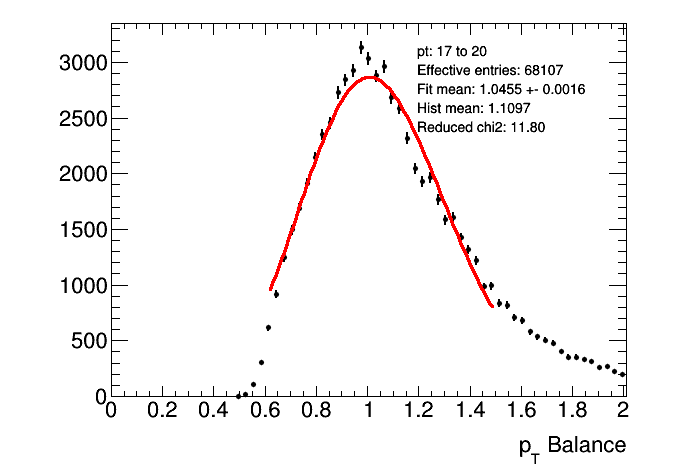 3000
2500
2000
1500
1000
500
0
pt: 17 to 20
Effective entries: 68107
Fit mean: 1.0455 +- 0.0016
Hist mean: 1.1097
Reduced chi2: 11.80
0 0.2 0.4 0.6 0.8 1 1.2 1.4 1.6 1.8 2
p_T Balance